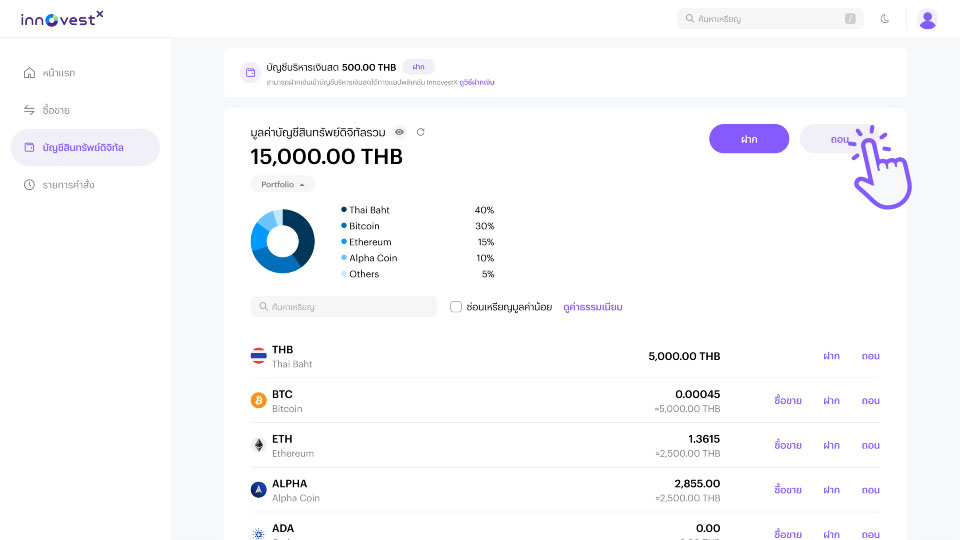 innovestx
ค้นหาเหรียญ /
หน้าแรก
ซื้อขาย
บัญชีสินทรัพย์ดิจิทัล
รายการคำสั่ง
บัญชีบริหารเงินสด 500.00 THB ฝาก
สามารถฝากเงินเข้าบัญชีบริหารเงินสดได้ทางแอปพลิเคชัน InnovestX ดูวิธีฝากเงิน
มูลค่าบัญชีสินทรัพย์ดิจิทัลรวม
15,000.00 THB
ฝาก ถอน
Portfolio
Thai Baht 40%
Bitcoin 30%
Ethereum 15%
Alpha Coin 10%
Others 5%
ค้นหาเหรียญ ซ่อนเหรียญมูลค่าน้อย ดูค่าธรรมเนียม
THB 5,000.00 THB ฝาก ถอน
Thai Baht
BTC 0.00045 ซื้อขาย ฝาก ถอน
Bitcoin ≈5,000.00 THB
ETH 1.3615 ซื้อขาย ฝาก ถอน
Ethereum ≈2,500.00 THB
ALPHA 2,855.00 ซื้อขาย ฝาก ถอน
Alpha Coin ≈2,500.00 THB
ADA 0.00 ซื้อขาย ฝาก ถอน